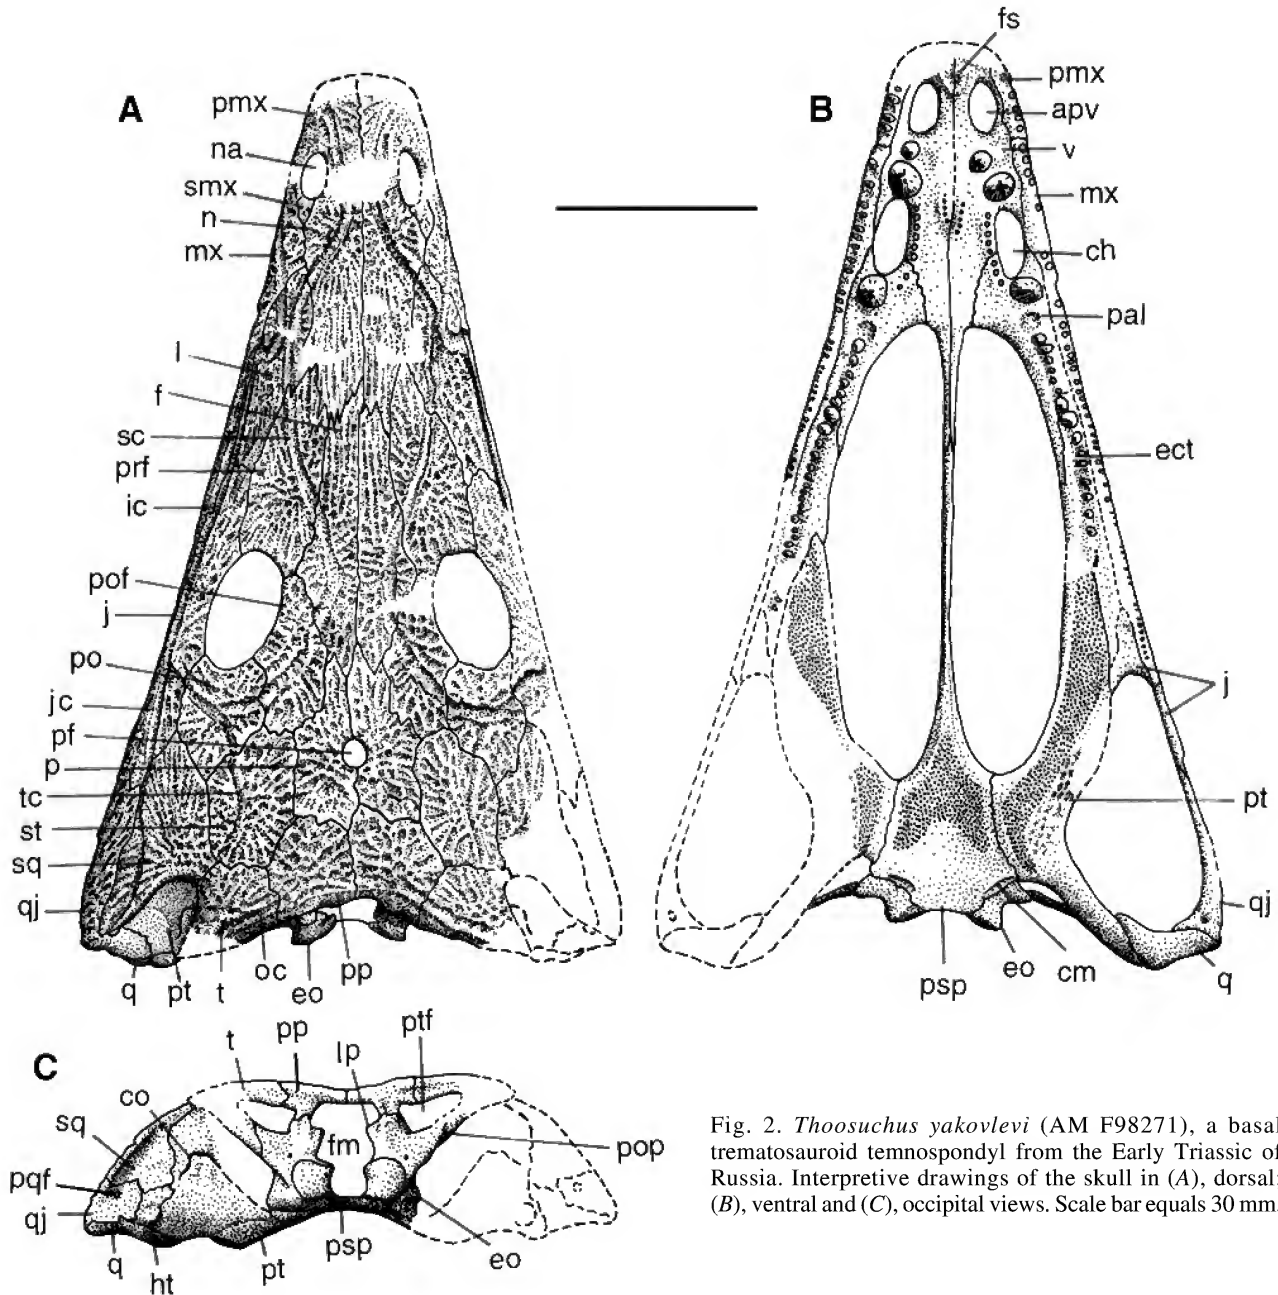 A
pmx
na
smx
n
mx
l
f
sc
prf
ic
pof
j
po
jc
pf
p
tc
st
sq
qj
q
pt
t
oc
eo
pp
B
fs
pmx
apv
v
mx
ch
pal
ect
j
pt
qj
q
cm
eo
psp
C
t
pp
lp
ptf
co
sq
fm
pop
pqf
qj
q
ht
pt
psp
eo
Fig. 2. Thoosuchus yakovlevi (AM F98271), a basal
trematosauroid temnospondyl from the Early Triassic of
Russia. Interpretive drawings of the skull in (A), dorsal;
(B), ventral and (C), occipital views. Scale bar equals 30 mm.